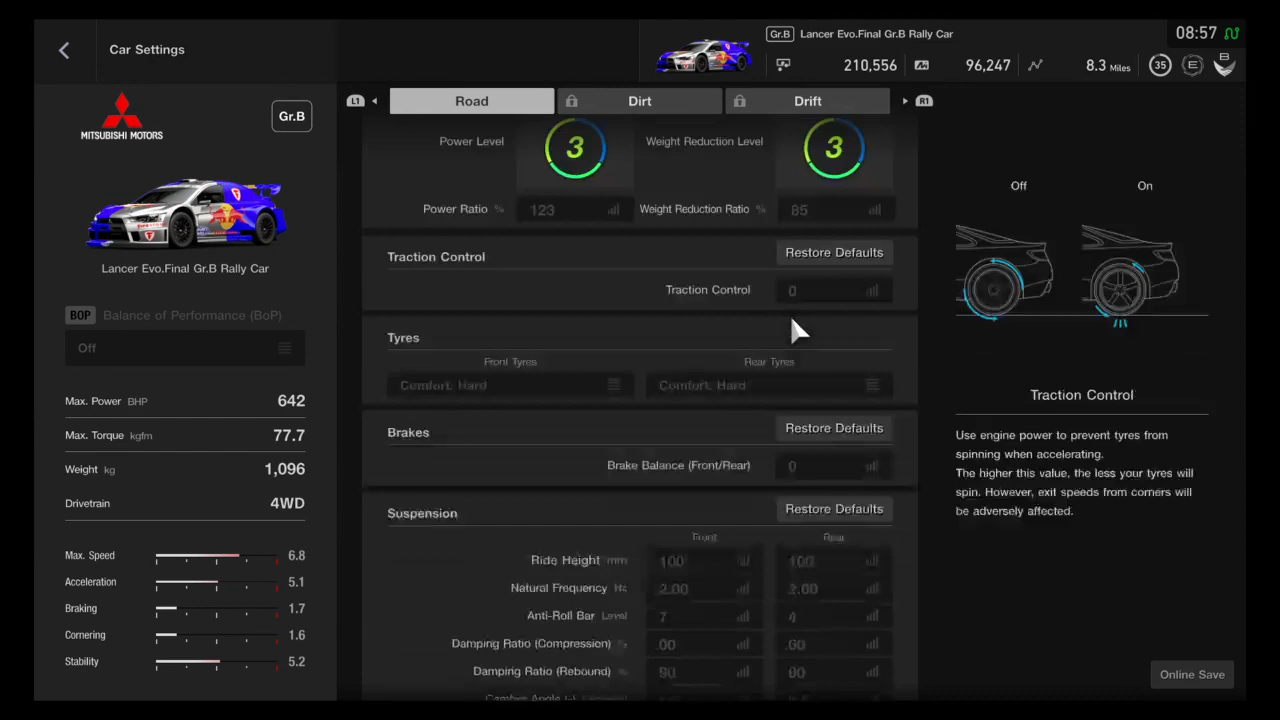 Car Settings
Gr.B Lancer Evo.Final Gr.B Rally Car
210,556 96,247 8.3 Miles 35 E B
08:57
MITSUBISHI MOTORS
Gr.B
Lancer Evo.Final Gr.B Rally Car
BOP Balance of Performance (BoP)
Off
Max. Power BHP 642
Max. Torque kgfm 77.7
Weight kg 1,096
Drivetrain 4WD
Max. Speed 6.8
Acceleration 5.1
Braking 1.7
Cornering 1.6
Stability 5.2
L1 Road Dirt Drift R1
Power Level 3 Weight Reduction Level 3
Power Ratio % 123 Weight Reduction Ratio % 85
Traction Control Restore Defaults
Traction Control 0
Tyres
Front Tyres Rear Tyres
Comfort: Hard Comfort: Hard
Brakes Restore Defaults
Brake Balance (Front/Rear) 0
Suspension Restore Defaults
Front Rear
Ride Height mm 100 100
Natural Frequency Hz 2.00 2.00
Anti-Roll Bar Level 7
Damping Ratio (Compression) % 60
Damping Ratio (Rebound) % 90 90
Off On
Traction Control
Use engine power to prevent tyres from
spinning when accelerating.
The higher this value, the less your tyres will
spin. However, exit speeds from corners will
be adversely affected.
Online Save